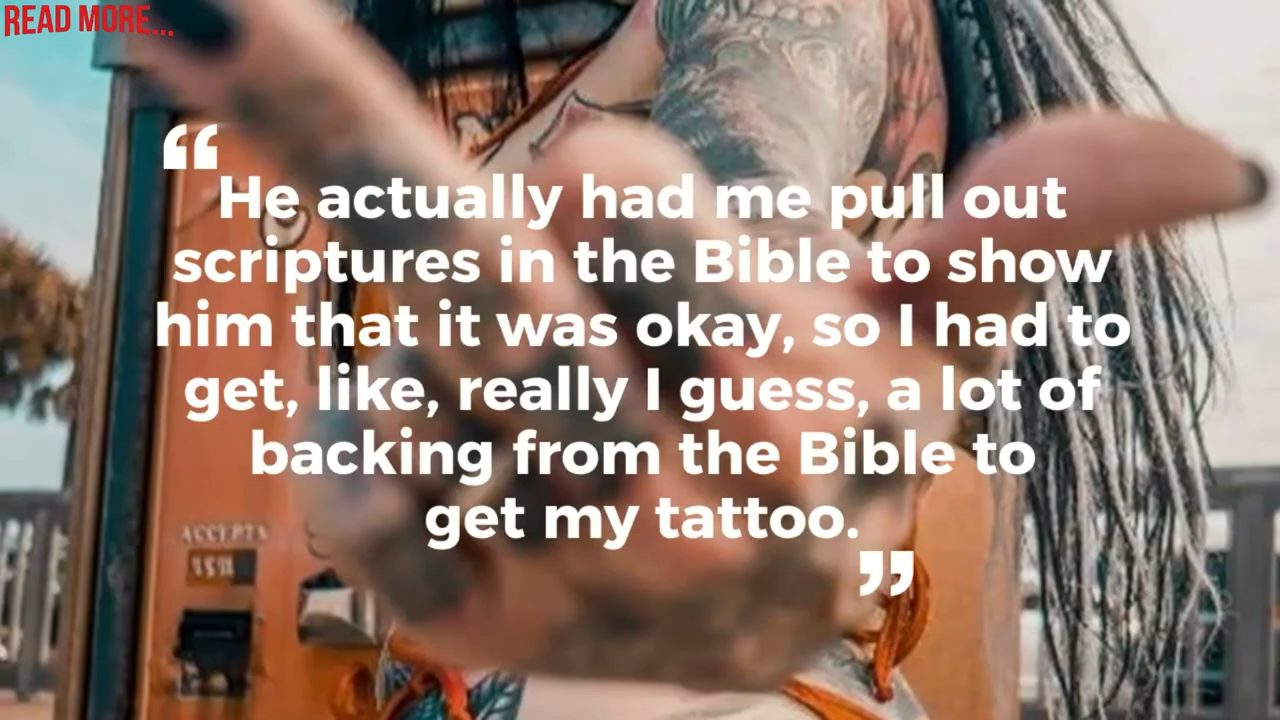 READ MORE...
“
He actually had me pull out
scriptures in the Bible to show
him that it was okay, so I had to
get, like, really I guess, a lot of
backing from the Bible to
get my tattoo.
”
ACCEPTS